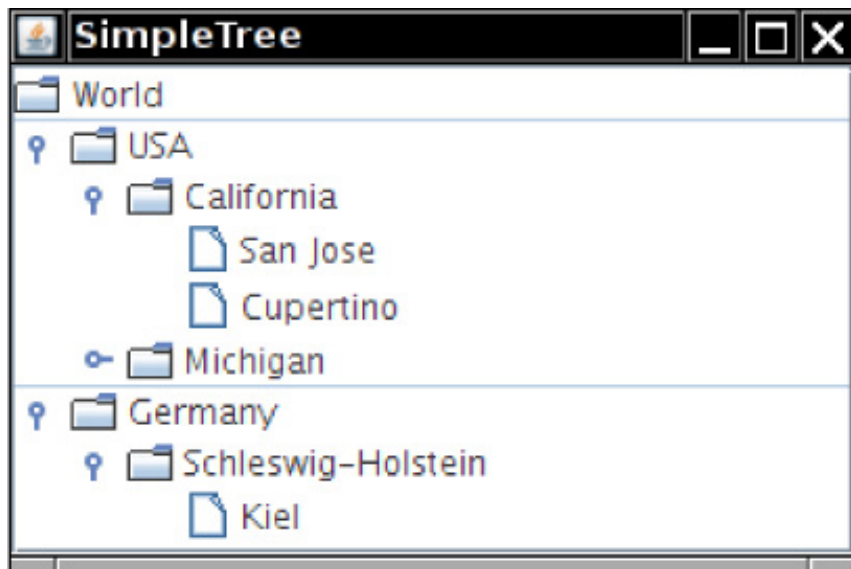 SimpleTree
World
USA
California
San Jose
Cupertino
Michigan
Germany
Schleswig-Holstein
Kiel